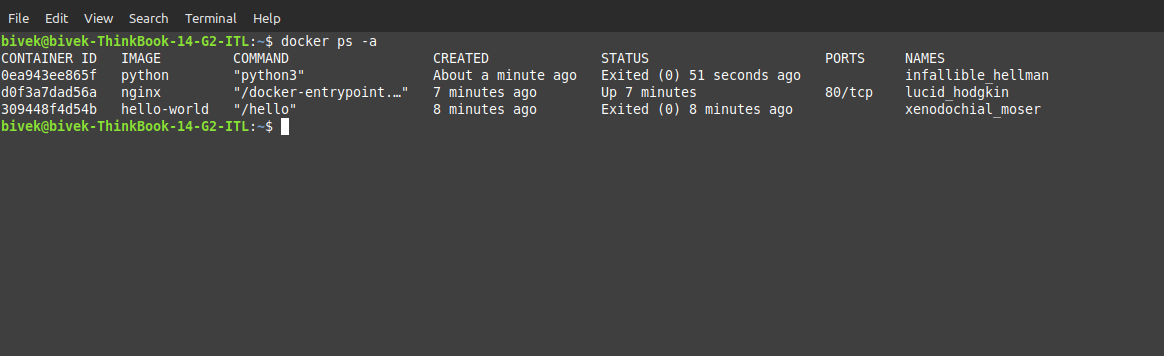 File Edit View Search Terminal Help
bivek@bivek-ThinkBook-14-G2-ITL:~$ docker ps -a
CONTAINER ID   IMAGE         COMMAND                  CREATED              STATUS                      PORTS     NAMES
0ea943ee865f   python        "python3"                About a minute ago   Exited (0) 51 seconds ago             infallible_hellman
d0f3a7dad56a   nginx         "/docker-entrypoint.…"   7 minutes ago        Up 7 minutes                80/tcp    lucid_hodgkin
309448f4d54b   hello-world   "/hello"                 8 minutes ago        Exited (0) 8 minutes ago              xenodochial_moser
bivek@bivek-ThinkBook-14-G2-ITL:~$